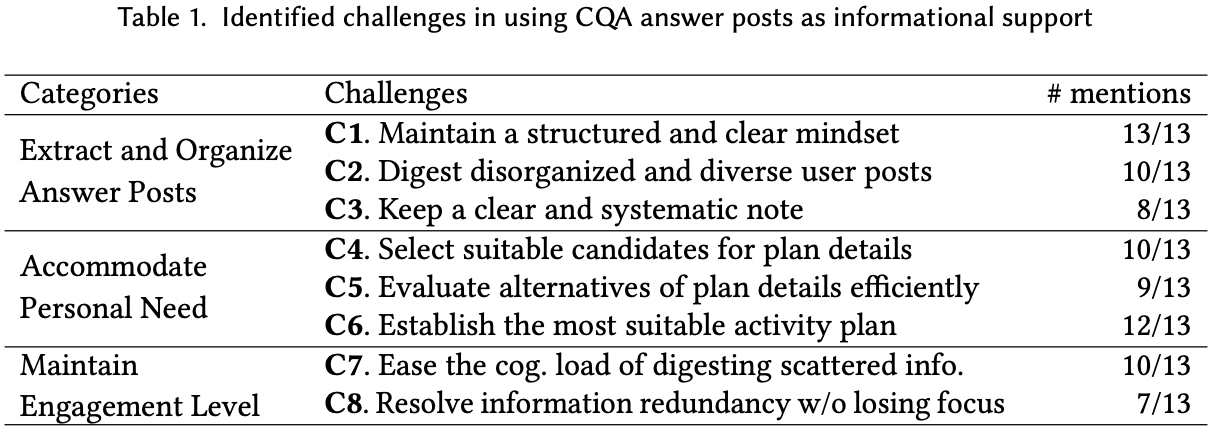 Table 1. Identified challenges in using CQA answer posts as informational support
Categories Challenges # mentions
Extract and Organize Answer Posts
C1. Maintain a structured and clear mindset 13/13
C2. Digest disorganized and diverse user posts 10/13
C3. Keep a clear and systematic note 8/13
Accommodate Personal Need
C4. Select suitable candidates for plan details 10/13
C5. Evaluate alternatives of plan details efficiently 9/13
C6. Establish the most suitable activity plan 12/13
Maintain Engagement Level
C7. Ease the cog. load of digesting scattered info. 10/13
C8. Resolve information redundancy w/o losing focus 7/13